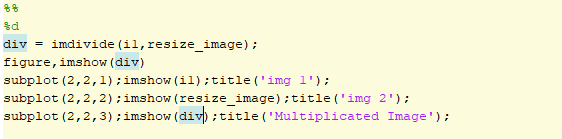 %%
%d
div = imdivide(i1,resize_image);
figure,imshow(div)
subplot(2,2,1);imshow(i1);title('img 1');
subplot(2,2,2);imshow(resize_image);title('img 2');
subplot(2,2,3);imshow(div);title('Multiplicated Image');